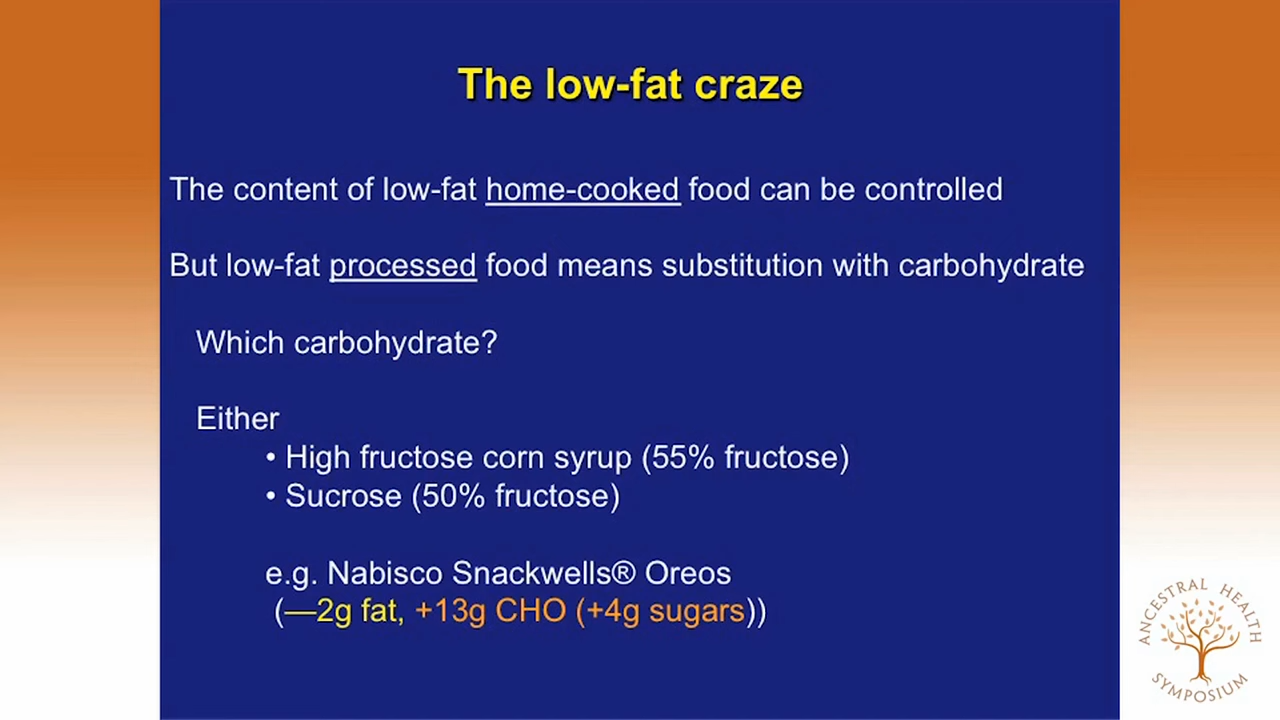 The low-fat craze
The content of low-fat home-cooked food can be controlled
But low-fat processed food means substitution with carbohydrate
Which carbohydrate?
Either
• High fructose corn syrup (55% fructose)
• Sucrose (50% fructose)
e.g. Nabisco Snackwells® Oreos
(—2g fat, +13g CHO (+4g sugars))
ANCESTRAL HEALTH
SYMPOSIUM